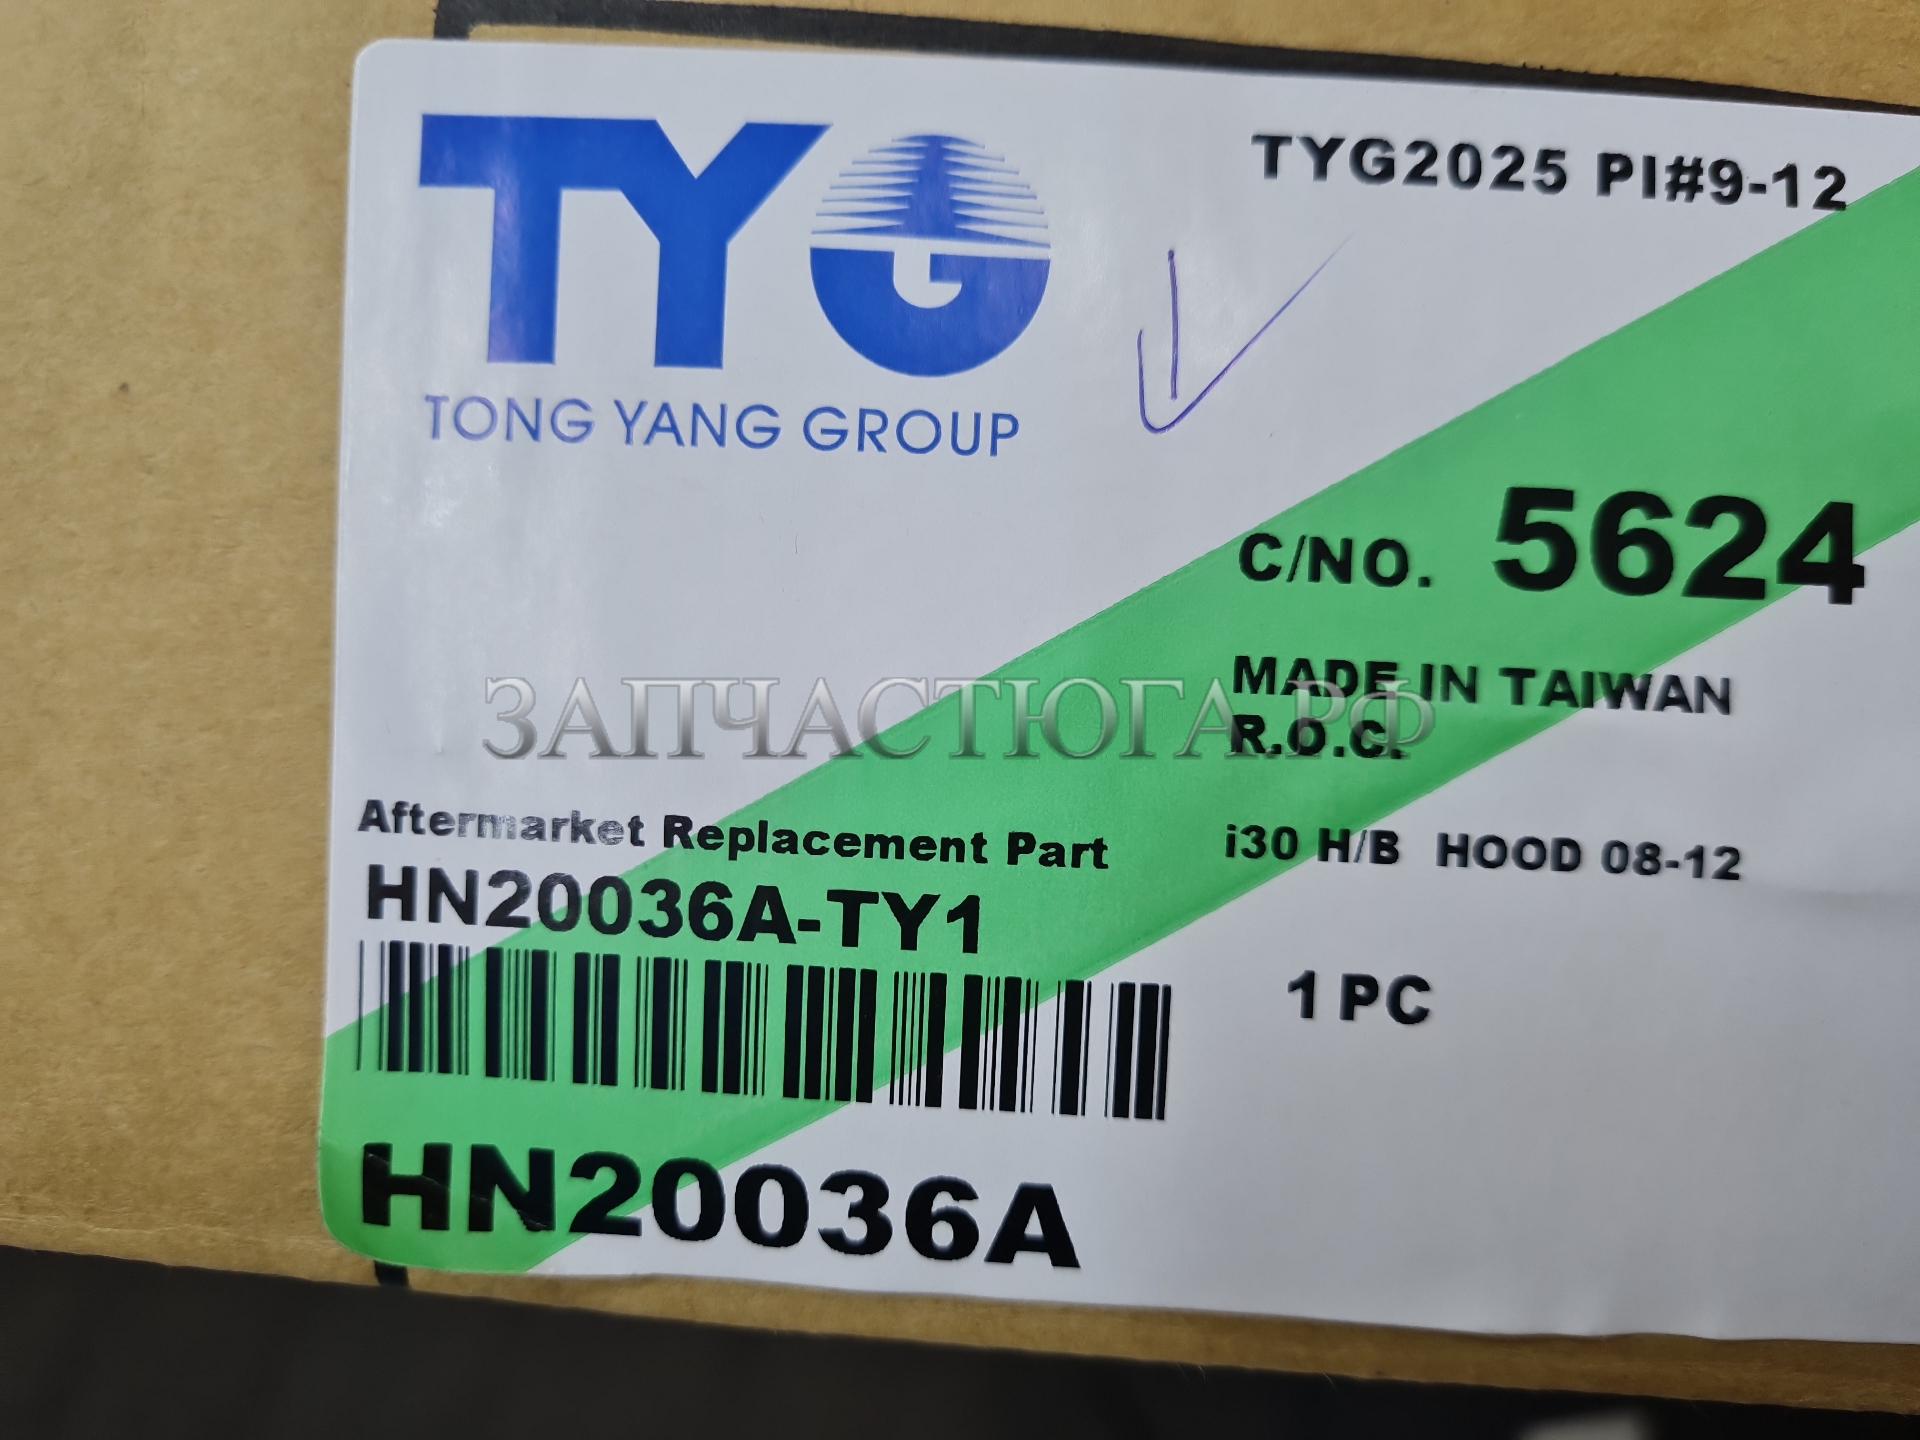 TYG
TONG YANG GROUP
TYG2025 PI#9-12
C/NO. 5624
MADE IN TAIWAN
R.O.C.
ЗАПЧАСТЮГА.РФ
Aftermarket Replacement Part
HN20036A-TY1
i30 H/B HOOD 08-12
1 PC
HN20036A